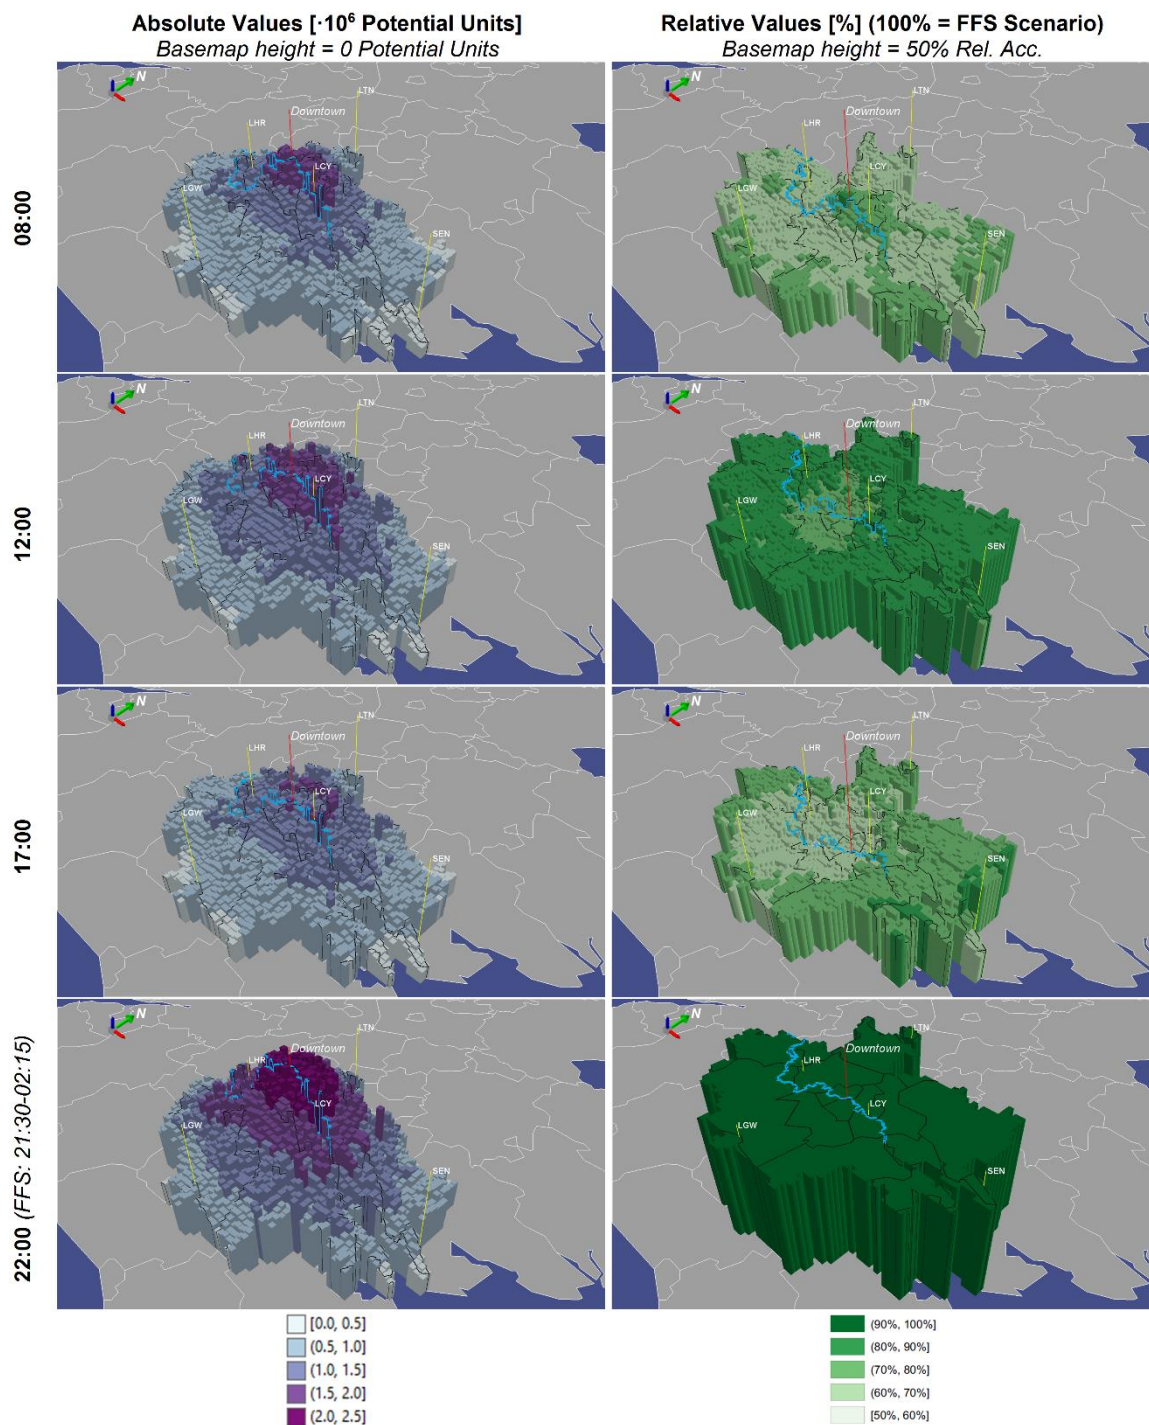 Absolute Values [·10⁶ Potential Units]
Basemap height = 0 Potential Units
Relative Values [%] (100% = FFS Scenario)
Basemap height = 50% Rel. Acc.
08:00
N
LTN
Downtown
LHR
LCY
LGW
SEN
N
LTN
Downtown
LHR
LCY
LGW
SEN
12:00
N
LTN
Downtown
LHR
LCY
LGW
SEN
N
LTN
Downtown
LHR
LCY
LGW
SEN
17:00
N
LTN
Downtown
LHR
LCY
LGW
SEN
N
LTN
Downtown
LHR
LCY
LGW
SEN
22:00 (FFS: 21:30-02:15)
N
LTN
Downtown
LHR
LCY
LGW
SEN
N
LTN
Downtown
LHR
LCY
LGW
SEN
[0.0, 0.5]
(0.5, 1.0]
(1.0, 1.5]
(1.5, 2.0]
(2.0, 2.5]
(90%, 100%]
(80%, 90%]
(70%, 80%]
(60%, 70%]
[50%, 60%]